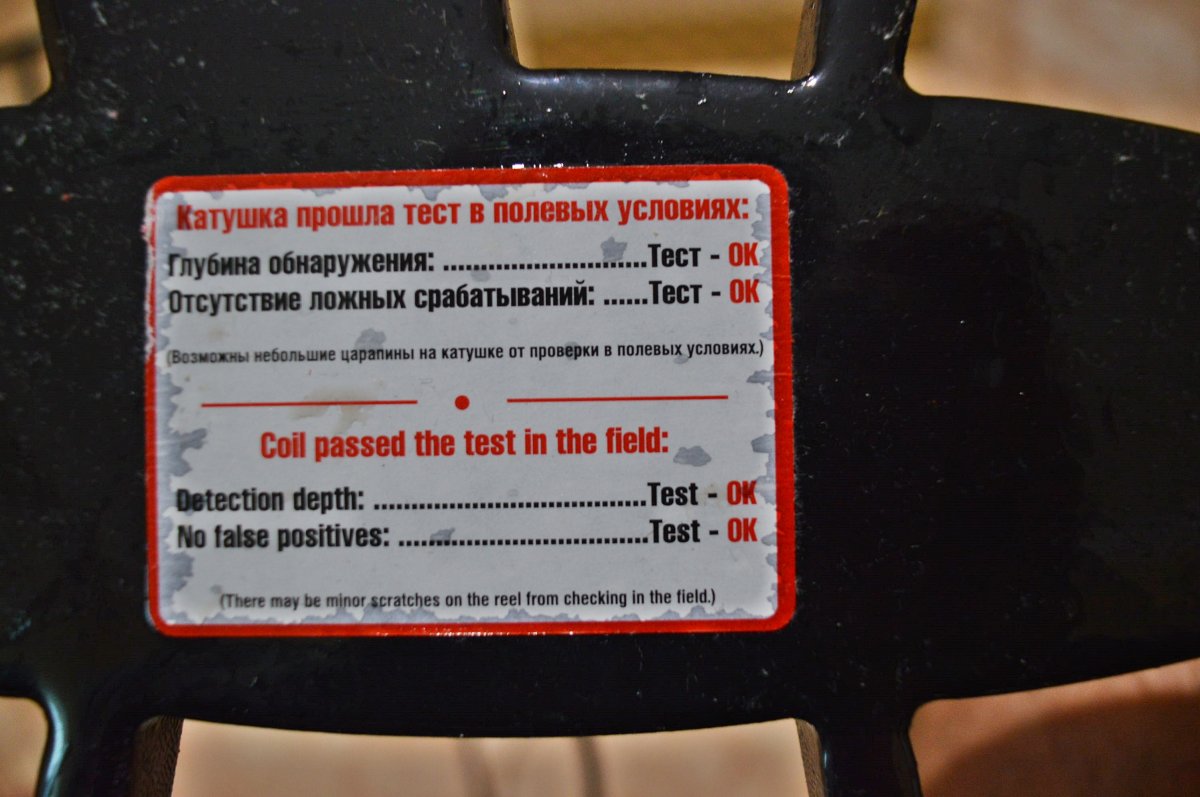 Катушка прошла тест в полевых условиях:
Глубина обнаружения: ...........................Тест - OK
Отсутствие ложных срабатываний: ......Тест - OK
(Возможны небольшие царапины на катушке от проверки в полевых условиях.)
Coil passed the test in the field:
Detection depth: ....................................Test - OK
No false positives: .................................Test - OK
(There may be minor scratches on the reel from checking in the field.)